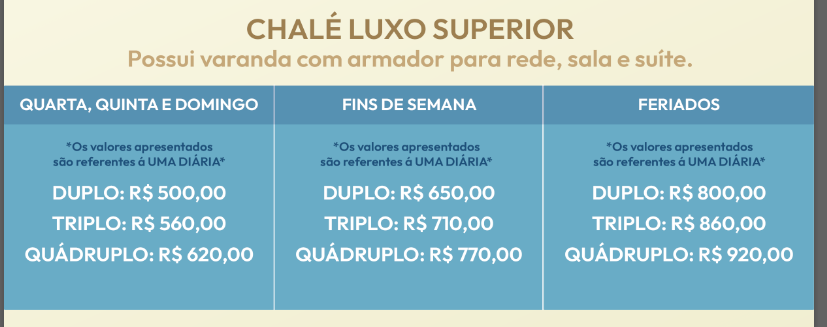 CHALÉ LUXO SUPERIOR
Possui varanda com armador para rede, sala e suíte.
QUARTA, QUINTA E DOMINGO
*Os valores apresentados
são referentes á UMA DIÁRIA*
DUPLO: R$ 500,00
TRIPLO: R$ 560,00
QUÁDRUPLO: R$ 620,00
FINS DE SEMANA
*Os valores apresentados
são referentes á UMA DIÁRIA*
DUPLO: R$ 650,00
TRIPLO: R$ 710,00
QUÁDRUPLO: R$ 770,00
FERIADOS
*Os valores apresentados
são referentes á UMA DIÁRIA*
DUPLO: R$ 800,00
TRIPLO: R$ 860,00
QUÁDRUPLO: R$ 920,00